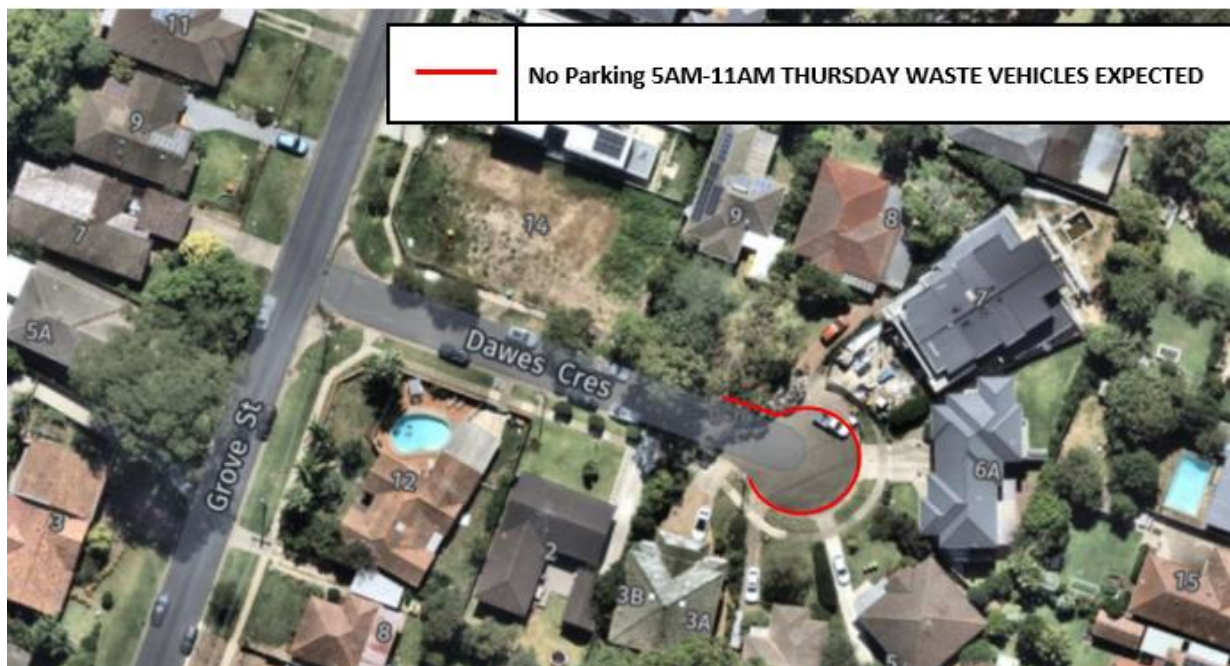 No Parking 5AM-11AM THURSDAY WASTE VEHICLES EXPECTED
11
9
7
5A
3
Grove St
14
Dawes Cres
9
8
7
6A
12
2
3B
3A
8
5
15